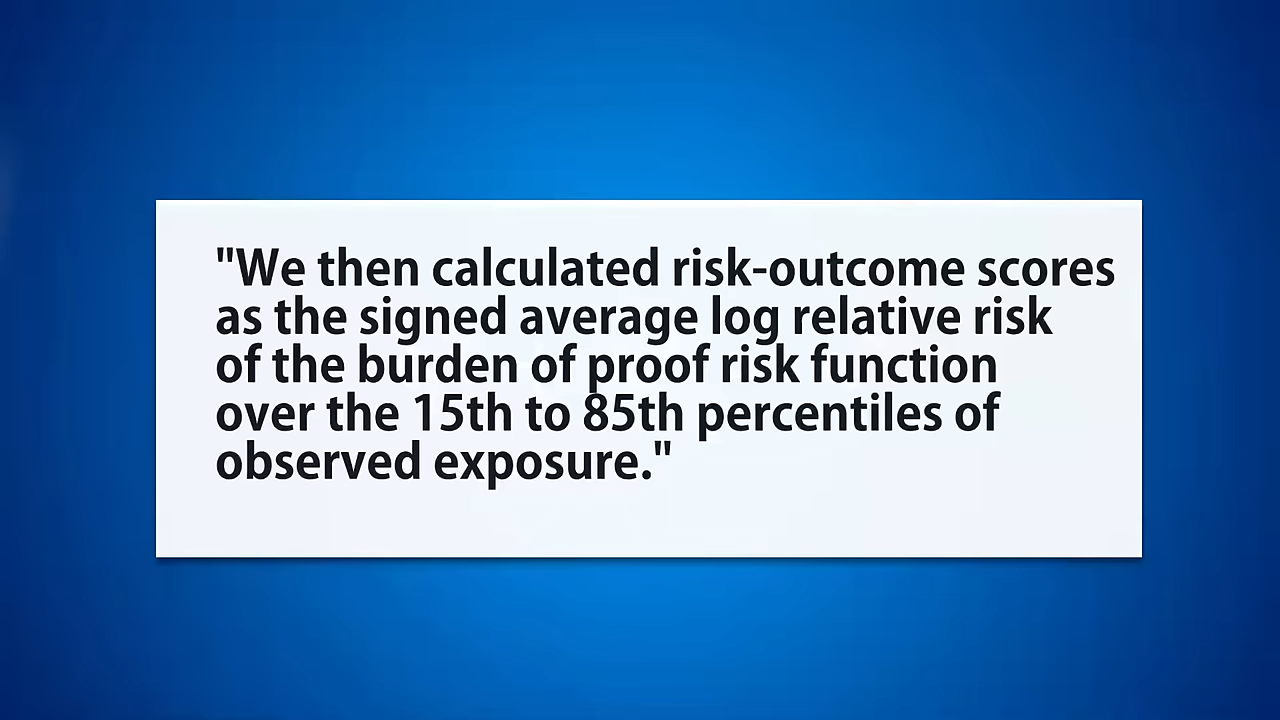 "We then calculated risk-outcome scores
as the signed average log relative risk
of the burden of proof risk function
over the 15th to 85th percentiles of
observed exposure."